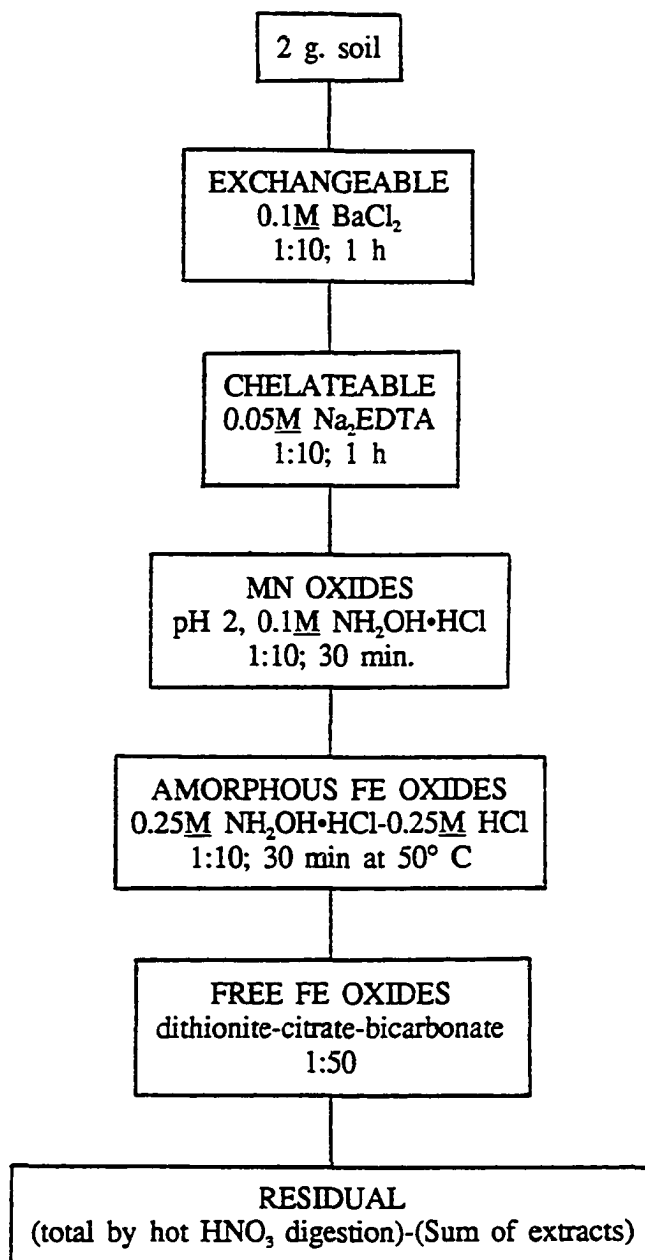 2 g. soil
EXCHANGEABLE
0.1M BaCl₂
1:10; 1 h
CHELATEABLE
0.05M Na₂EDTA
1:10; 1 h
MN OXIDES
pH 2, 0.1M NH₂OH•HCl
1:10; 30 min.
AMORPHOUS FE OXIDES
0.25M NH₂OH•HCl-0.25M HCl
1:10; 30 min at 50° C
FREE FE OXIDES
dithionite-citrate-bicarbonate
1:50
RESIDUAL
(total by hot HNO₃ digestion)-(Sum of extracts)